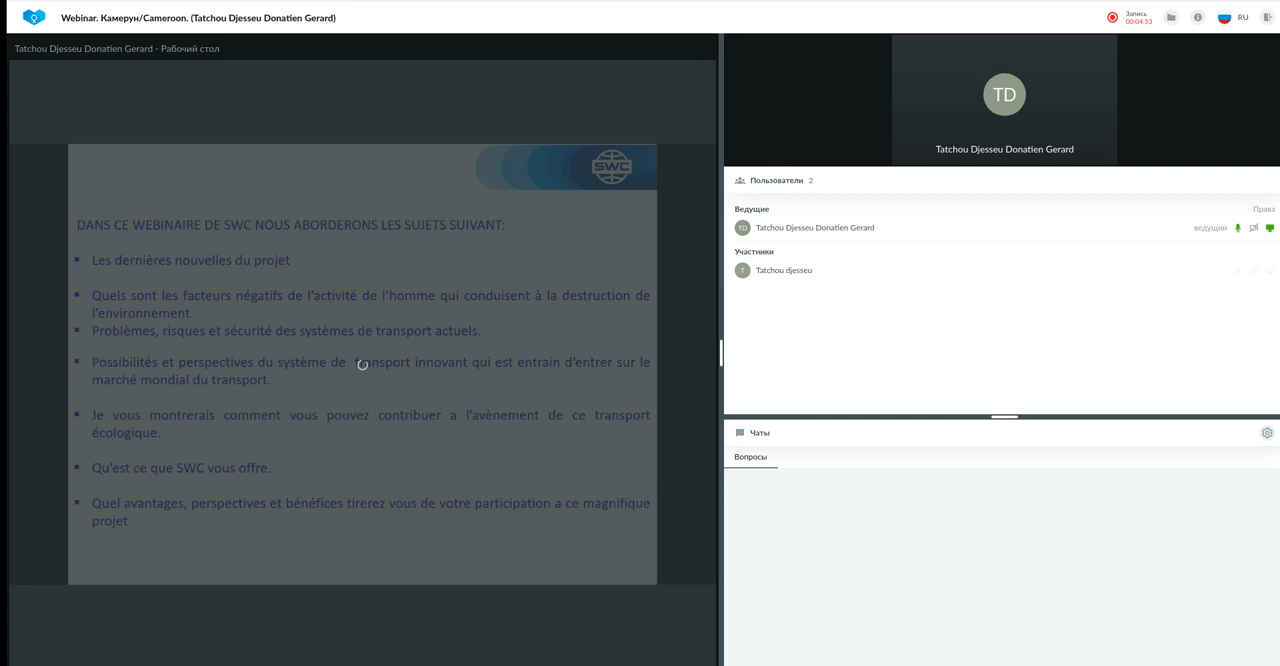 Webinar. Камерун/Cameroon. (Tatchou Djesseu Donatien Gerard)
Запись
00:04:53
RU
Tatchou Djesseu Donatien Gerard - Рабочий стол
SWC
DANS CE WEBINAIRE DE SWC NOUS ABORDERONS LES SUJETS SUIVANT:
▪ Les dernières nouvelles du projet
▪ Quels sont les facteurs négatifs de l'activité de l'homme qui conduisent à la destruction de
l'environnement.
▪ Problèmes, risques et sécurité des systèmes de transport actuels.
▪ Possibilités et perspectives du système de transport innovant qui est entrain d'entrer sur le
marché mondial du transport.
▪ Je vous montrerais comment vous pouvez contribuer a l'avènement de ce transport
écologique.
▪ Qu'est ce que SWC vous offre.
▪ Quel avantages, perspectives et bénéfices tirerez vous de votre participation a ce magnifique
projet
TD
Tatchou Djesseu Donatien Gerard
Пользователи 2
Ведущие Права
TD Tatchou Djesseu Donatien Gerard ведущий
Участники
T Tatchou djesseu
Чаты
Вопросы